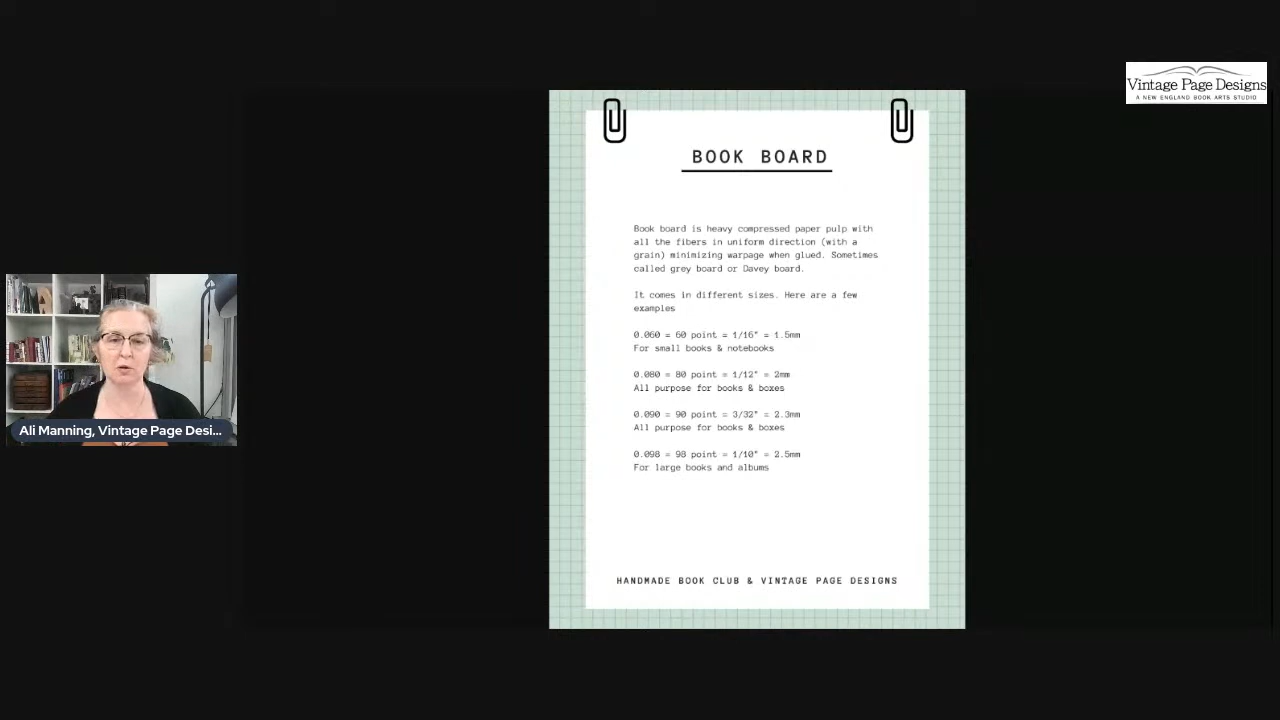 Vintage Page Designs
A NEW ENGLAND BOOK ARTS STUDIO
BOOK BOARD
Book board is heavy compressed paper pulp with
all the fibers in uniform direction (with a
grain) minimizing warpage when glued. Sometimes
called grey board or Davey board.
It comes in different sizes. Here are a few
examples
0.060 = 60 point = 1/16" = 1.5mm
For small books & notebooks
0.080 = 80 point = 1/12" = 2mm
All purpose for books & boxes
0.090 = 90 point = 3/32" = 2.3mm
All purpose for books & boxes
0.098 = 98 point = 1/10" = 2.5mm
For large books and albums
HANDMADE BOOK CLUB & VINTAGE PAGE DESIGNS
Ali Manning, Vintage Page Desi...